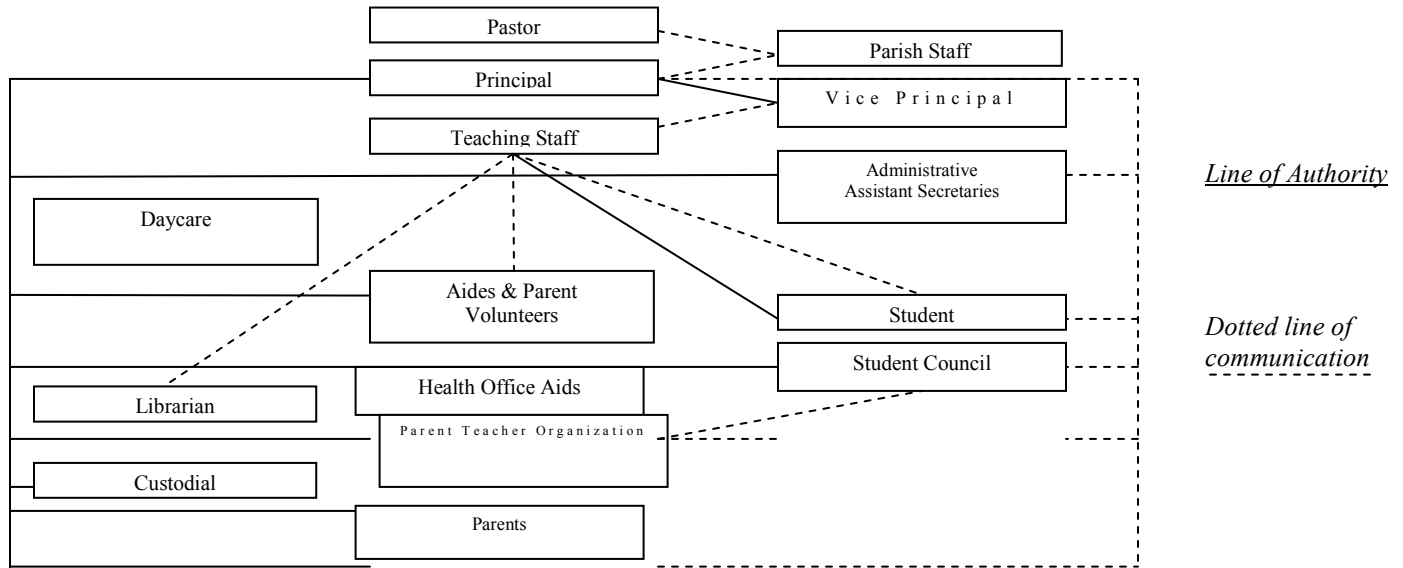 Pastor
Parish Staff
Principal
Vice Principal
Teaching Staff
Administrative
Assistant Secretaries
Line of Authority
Daycare
Aides & Parent
Volunteers
Student
Dotted line of
communication
Student Council
Health Office Aids
Librarian
Parent Teacher Organization
Custodial
Parents